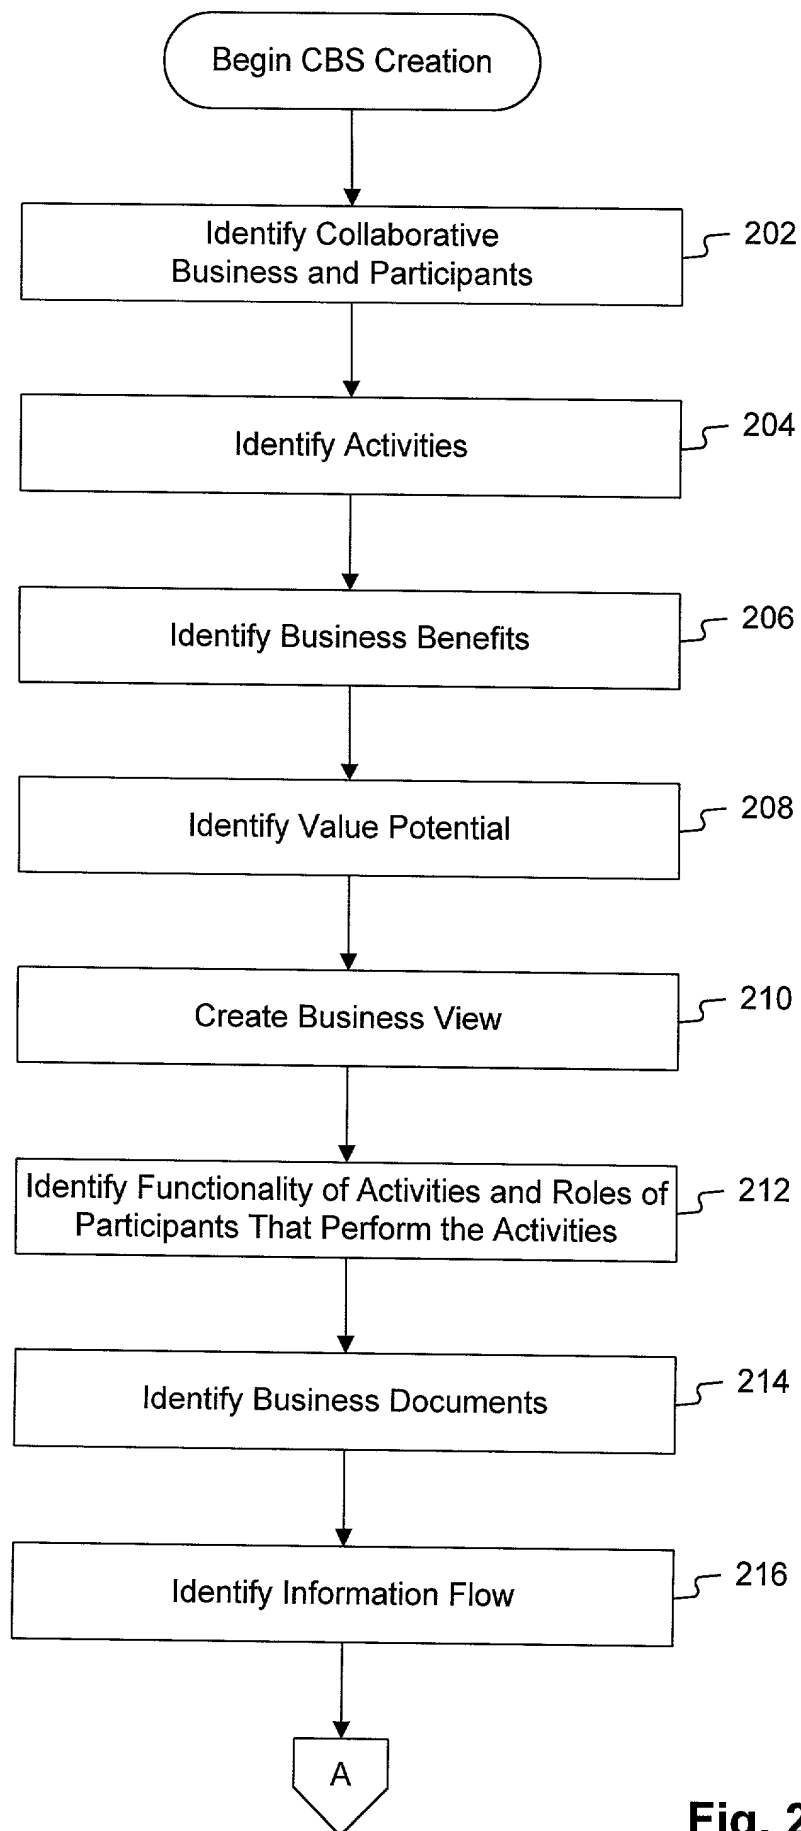 Begin CBS Creation
Identify Collaborative
Business and Participants
202
Identify Activities
204
Identify Business Benefits
206
Identify Value Potential
208
Create Business View
210
Identify Functionality of Activities and Roles of
Participants That Perform the Activities
212
Identify Business Documents
214
Identify Information Flow
216
A
Fig. 2